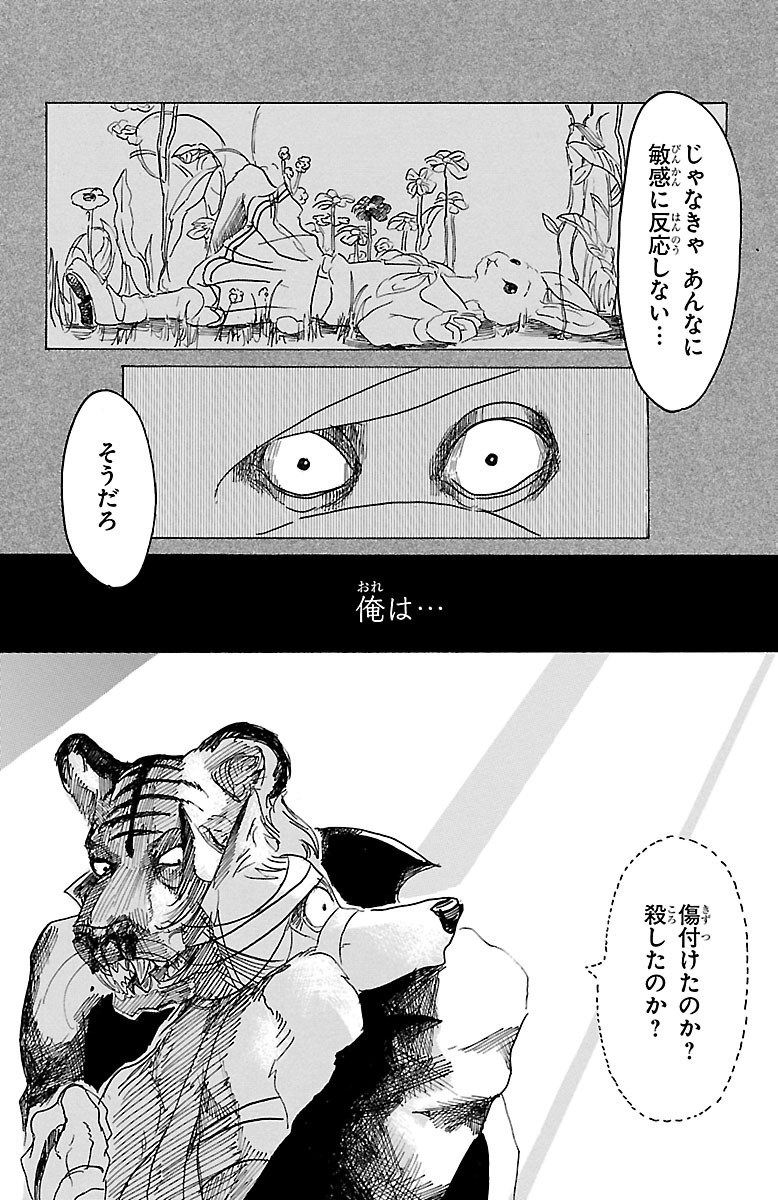 じゃなきゃ あんなに
敏感に反応しない…
そうだろ
俺は…
傷付けたのか？
殺したのか？